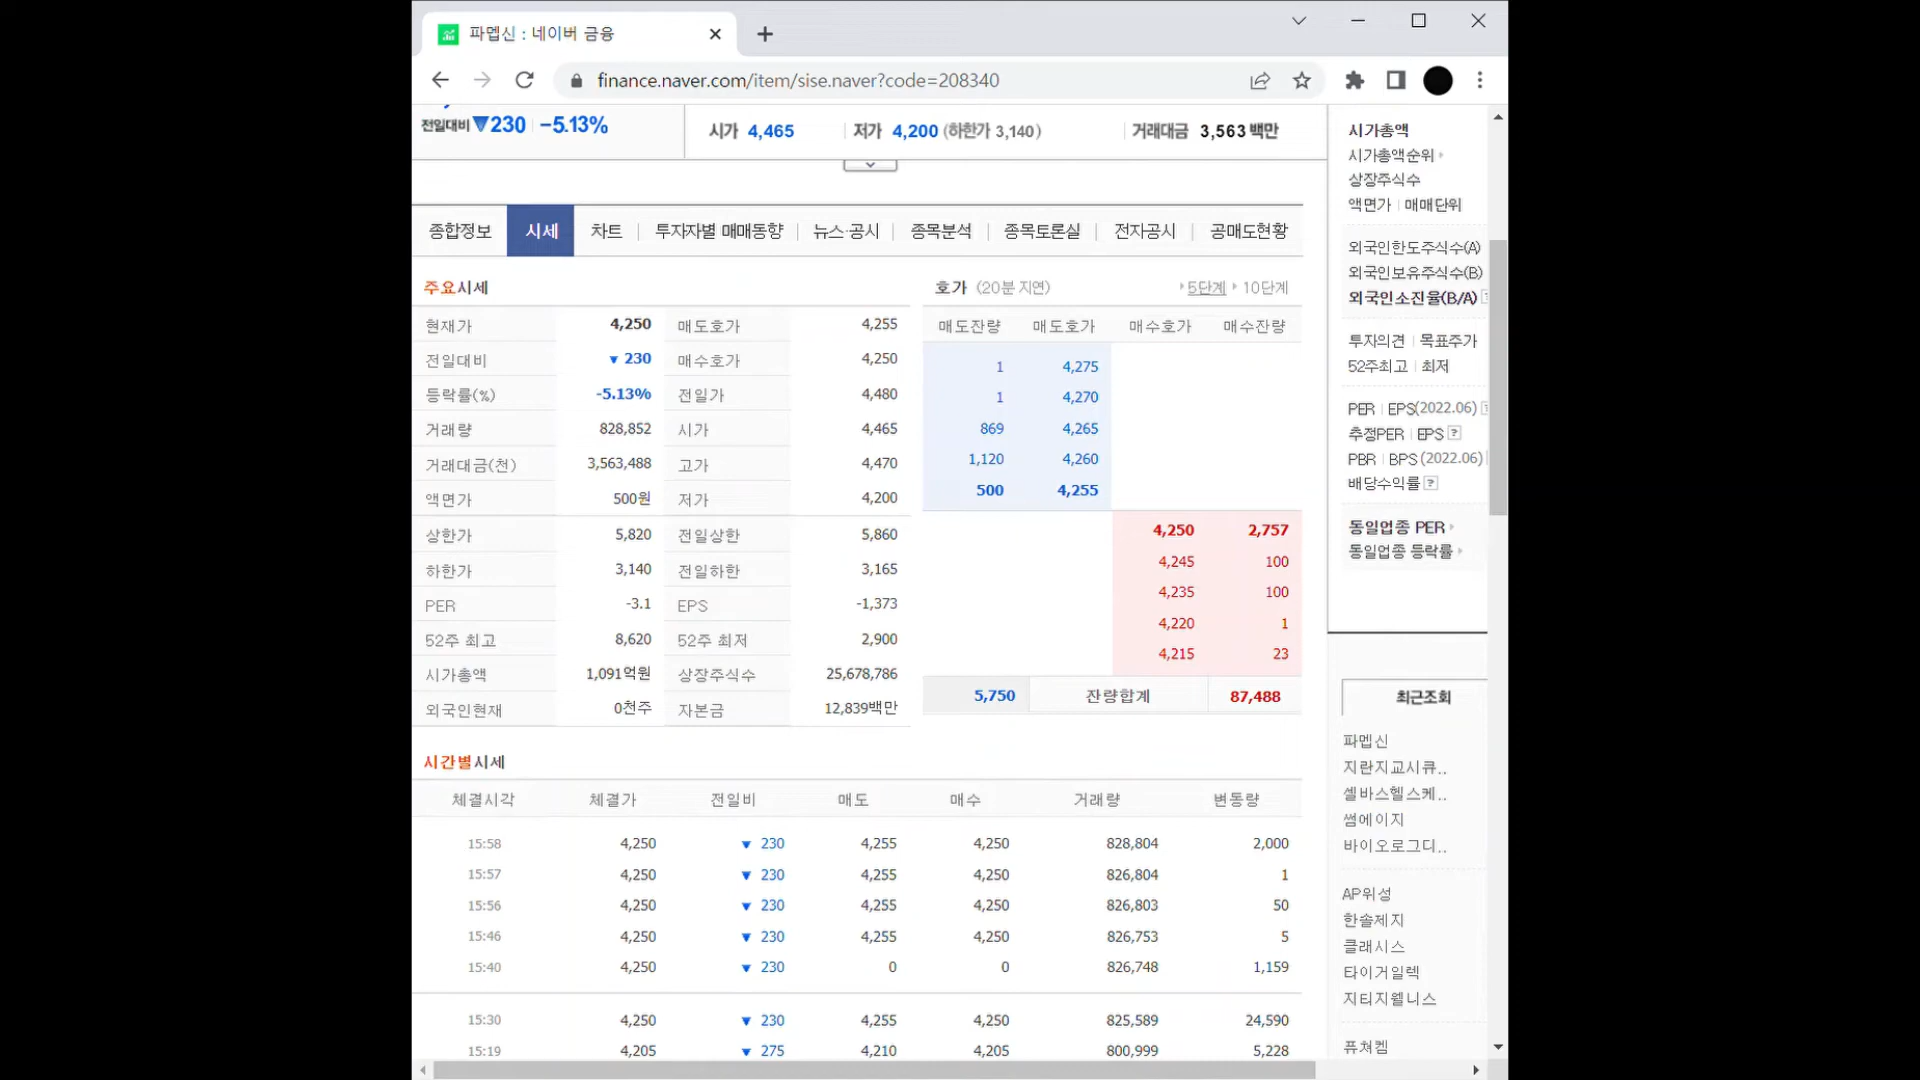 파멥신 : 네이버 금융
finance.naver.com/item/sise.naver?code=208340
전일대비 ▼230 -5.13%
시가 4,465 저가 4,200 (하한가 3,140) 거래대금 3,563 백만
종합정보 시세 차트 투자자별 매매동향 뉴스·공시 종목분석 종목토론실 전자공시 공매도현황
주요시세
현재가 4,250 매도호가 4,255
전일대비 ▼ 230 매수호가 4,250
등락률(%) -5.13% 전일가 4,480
거래량 828,852 시가 4,465
거래대금(천) 3,563,488 고가 4,470
액면가 500원 저가 4,200
상한가 5,820 전일상한 5,860
하한가 3,140 전일하한 3,165
PER -3.1 EPS -1,373
52주 최고 8,620 52주 최저 2,900
시가총액 1,091억원 상장주식수 25,678,786
외국인현재 0천주 자본금 12,839백만
호가 (20분 지연) 5단계 10단계
매도잔량 매도호가 매수호가 매수잔량
1 4,275
1 4,270
869 4,265
1,120 4,260
500 4,255
4,250 2,757
4,245 100
4,235 100
4,220 1
4,215 23
5,750 잔량합계 87,488
시간별시세
체결시각 체결가 전일비 매도 매수 거래량 변동량
15:58 4,250 ▼ 230 4,255 4,250 828,804 2,000
15:57 4,250 ▼ 230 4,255 4,250 826,804 1
15:56 4,250 ▼ 230 4,255 4,250 826,803 50
15:46 4,250 ▼ 230 4,255 4,250 826,753 5
15:40 4,250 ▼ 230 0 0 826,748 1,159
15:30 4,250 ▼ 230 4,255 4,250 825,589 24,590
15:19 4,205 ▼ 275 4,210 4,205 800,999 5,228
시가총액
시가총액순위
상장주식수
액면가 매매단위
외국인한도주식수(A)
외국인보유주식수(B)
외국인소진율(B/A) ?
투자의견 목표주가
52주최고 최저
PER EPS(2022.06) ?
추정PER EPS ?
PBR BPS (2022.06)
배당수익률 ?
동일업종 PER
동일업종 등락률
최근조회
파멥신
지란지교시큐..
셀바스헬스케..
썸에이지
바이오로그디..
AP위성
한솔제지
클래시스
타이거일렉
지티지웰니스
퓨쳐켐